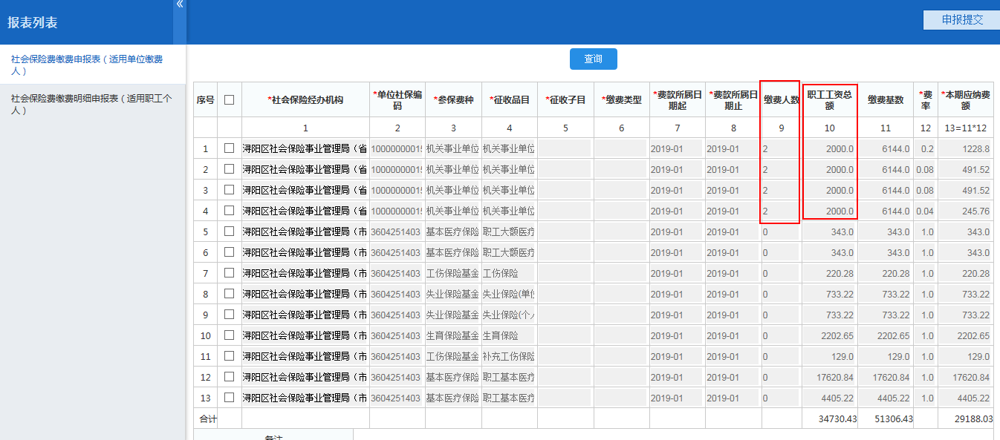 «
报表列表
申报提交
社会保险费缴费申报表（适用单位缴费
人）
社会保险费缴费明细申报表（适用职工个
人）
查询
序号 *社会保险经办机构 *单位社保编码 *参保费种 *征收品目 *征收子目 *缴费类型 *费款所属日期起 *费款所属日期止 缴费人数 职工工资总额 缴费基数 *费率 *本期应纳费额
1 2 3 4 5 6 7 8 9 10 11 12 13=11*12
1 浔阳区社会保险事业管理局（省 1000000015 机关事业单位 机关事业单位 2019-01 2019-01 2 2000.0 6144.0 0.2 1228.8
2 浔阳区社会保险事业管理局（省 1000000015 机关事业单位 机关事业单位 2019-01 2019-01 2 2000.0 6144.0 0.08 491.52
3 浔阳区社会保险事业管理局（省 1000000015 机关事业单位 机关事业单位 2019-01 2019-01 2 2000.0 6144.0 0.08 491.52
4 浔阳区社会保险事业管理局（省 1000000015 机关事业单位 机关事业单位 2019-01 2019-01 2 2000.0 6144.0 0.04 245.76
5 浔阳区社会保险事业管理局（市 3604251403 基本医疗保险 职工大额医疗 2019-01 2019-01 0 343.0 343.0 1.0 343.0
6 浔阳区社会保险事业管理局（市 3604251403 基本医疗保险 职工大额医疗 2019-01 2019-01 0 343.0 343.0 1.0 343.0
7 浔阳区社会保险事业管理局（市 3604251403 工伤保险基金 工伤保险 2019-01 2019-01 0 220.28 220.28 1.0 220.28
8 浔阳区社会保险事业管理局（市 3604251403 失业保险基金 失业保险(单位 2019-01 2019-01 0 733.22 733.22 1.0 733.22
9 浔阳区社会保险事业管理局（市 3604251403 失业保险基金 失业保险(个人 2019-01 2019-01 0 733.22 733.22 1.0 733.22
10 浔阳区社会保险事业管理局（市 3604251403 生育保险基金 生育保险 2019-01 2019-01 0 2202.65 2202.65 1.0 2202.65
11 浔阳区社会保险事业管理局（市 3604251403 工伤保险基金 补充工伤保险 2019-01 2019-01 0 129.0 129.0 1.0 129.0
12 浔阳区社会保险事业管理局（市 3604251403 基本医疗保险 职工基本医疗 2019-01 2019-01 0 17620.84 17620.84 1.0 17620.84
13 浔阳区社会保险事业管理局（市 3604251403 基本医疗保险 职工基本医疗 2019-01 2019-01 0 4405.22 4405.22 1.0 4405.22
合计 34730.43 51306.43 29188.03
备注